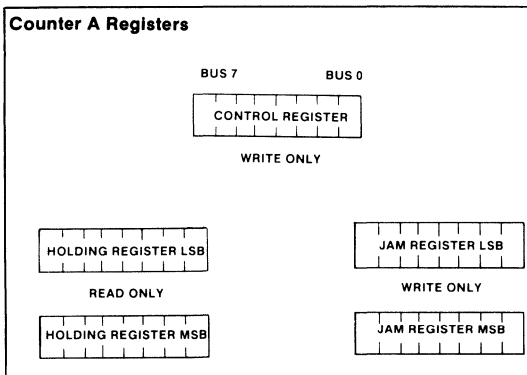 Counter A Registers
BUS 7 BUS 0
CONTROL REGISTER
WRITE ONLY
HOLDING REGISTER LSB JAM REGISTER LSB
READ ONLY WRITE ONLY
HOLDING REGISTER MSB JAM REGISTER MSB